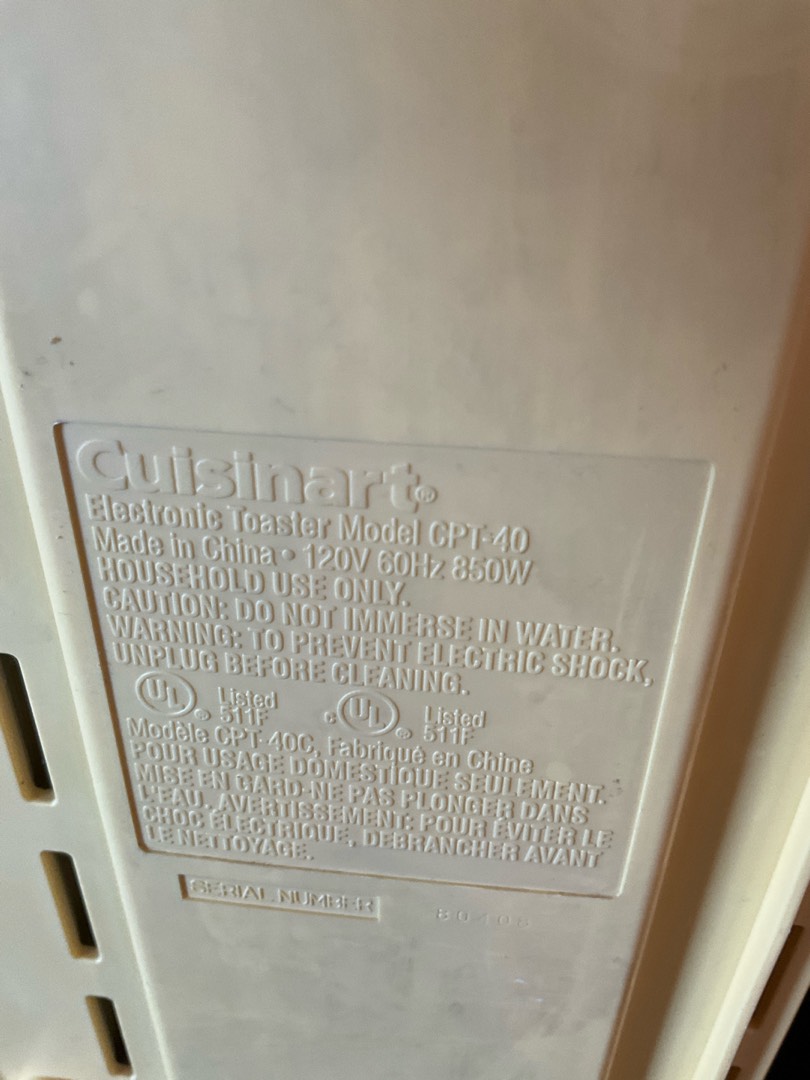 Cuisinart®
Electronic Toaster Model CPT-40
Made in China • 120V 60Hz 850W
HOUSEHOLD USE ONLY.
CAUTION: DO NOT IMMERSE IN WATER.
WARNING: TO PREVENT ELECTRIC SHOCK,
UNPLUG BEFORE CLEANING.
UL ® Listed 511F c UL ® Listed 511F
Modèle CPT-40C, Fabriqué en Chine
POUR USAGE DOMESTIQUE SEULEMENT.
MISE EN GARD-NE PAS PLONGER DANS
L'EAU. AVERTISSEMENT: POUR ÉVITER LE
CHOC ÉLECTRIQUE, DEBRANCHER AVANT
LE NETTOYAGE.
SERIAL NUMBER